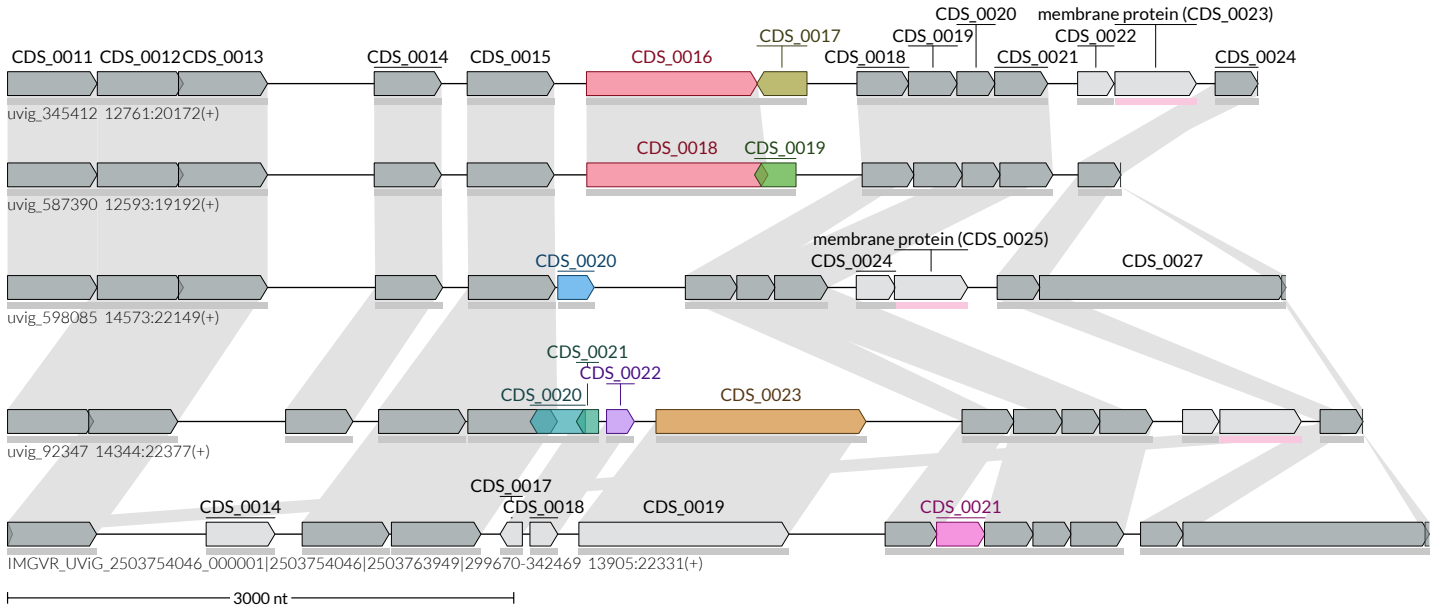 CDS_0020 membrane protein (CDS_0023)
CDS_0017 CDS_0019 CDS_0022
CDS_0011 CDS_0012 CDS_0013 CDS_0014 CDS_0015 CDS_0016 CDS_0018 CDS_0021 CDS_0024
uvig_345412 12761:20172(+)
CDS_0018 CDS_0019
uvig_587390 12593:19192(+)
membrane protein (CDS_0025)
CDS_0020 CDS_0024 CDS_0027
uvig_598085 14573:22149(+)
CDS_0021
CDS_0022
CDS_0020 CDS_0023
uvig_92347 14344:22377(+)
CDS_0017
CDS_0014 CDS_0018 CDS_0019 CDS_0021
IMGVR_UViG_2503754046_000001|2503754046|2503763949|299670-342469 13905:22331(+)
3000 nt